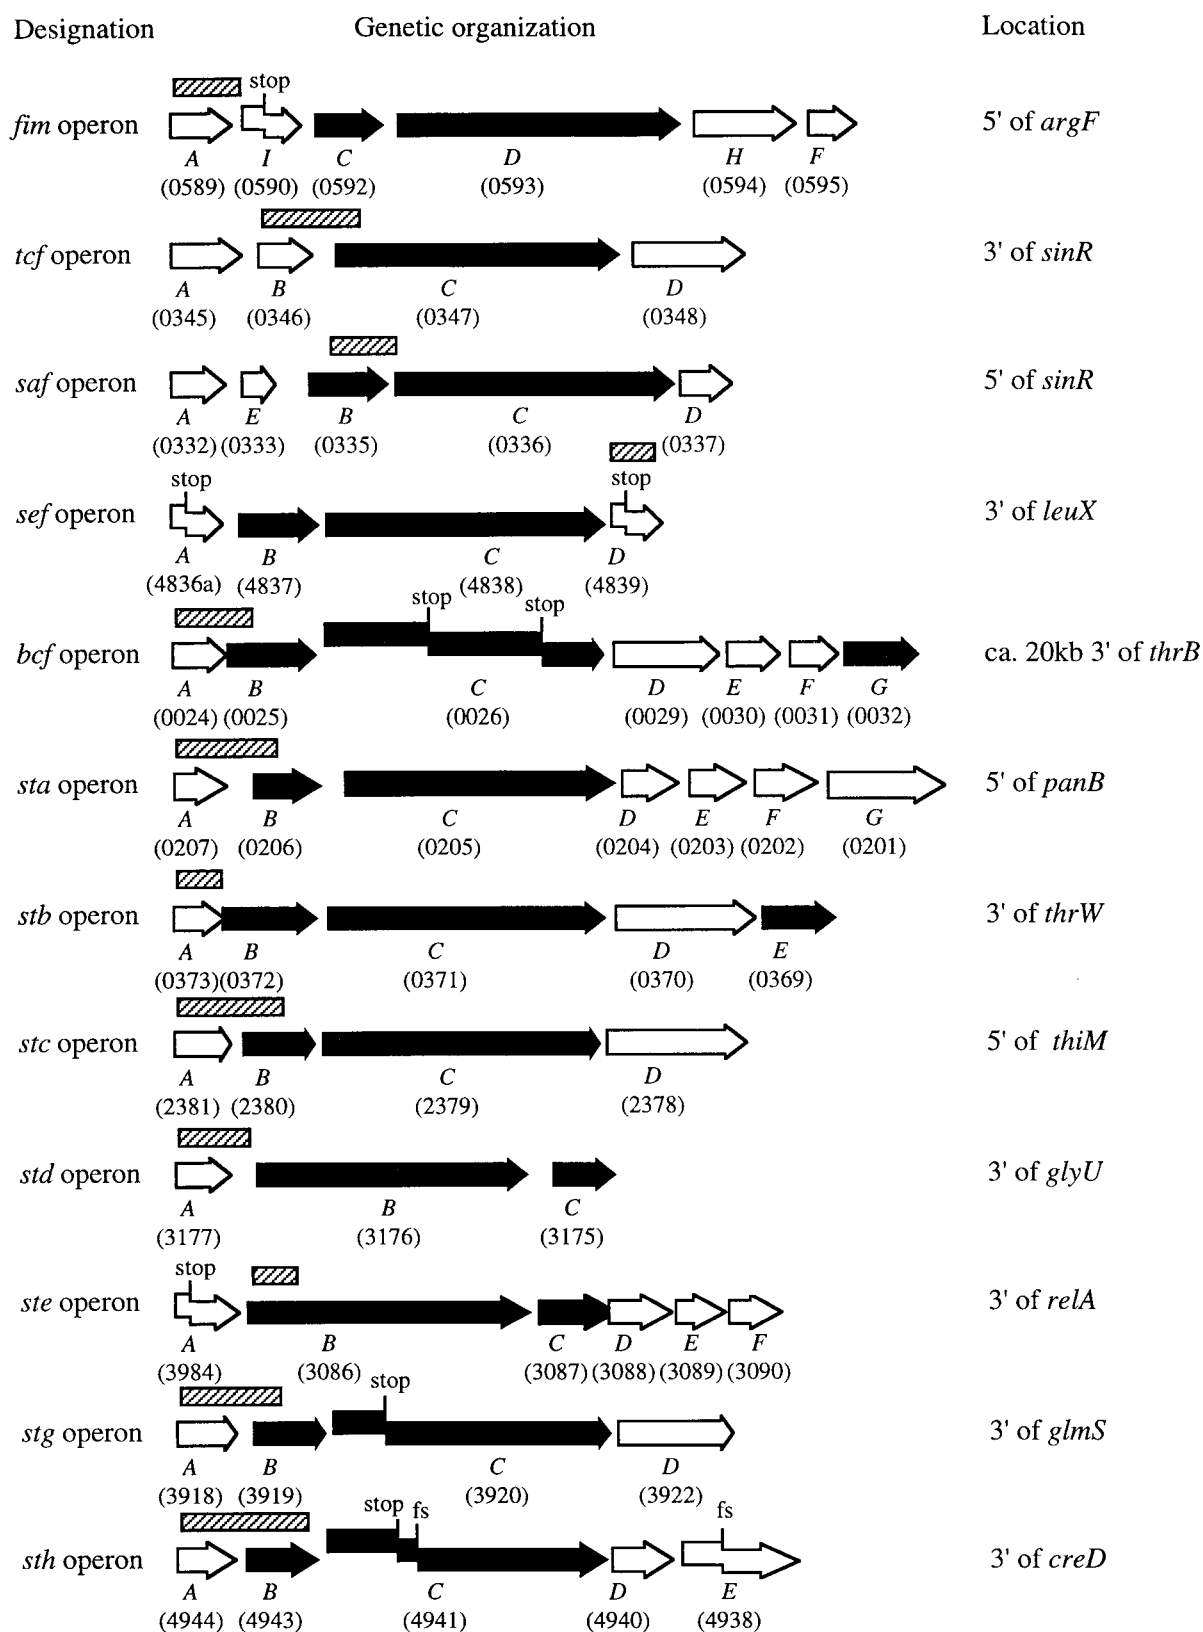 Designation Genetic organization Location
stop
fim operon 5' of argF
A I C D H F
(0589) (0590) (0592) (0593) (0594) (0595)
tcf operon 3' of sinR
A B C D
(0345) (0346) (0347) (0348)
saf operon 5' of sinR
A E B C D
(0332) (0333) (0335) (0336) (0337)
stop stop
sef operon 3' of leuX
A B C D
(4836a) (4837) (4838) (4839)
stop stop
bcf operon ca. 20kb 3' of thrB
A B C D E F G
(0024) (0025) (0026) (0029) (0030) (0031) (0032)
sta operon 5' of panB
A B C D E F G
(0207) (0206) (0205) (0204) (0203) (0202) (0201)
stb operon 3' of thrW
A B C D E
(0373) (0372) (0371) (0370) (0369)
stc operon 5' of thiM
A B C D
(2381) (2380) (2379) (2378)
std operon 3' of glyU
A B C
(3177) (3176) (3175)
stop
ste operon 3' of relA
A B C D E F
(3984) (3086) (3087) (3088) (3089) (3090)
stop
stg operon 3' of glmS
A B C D
(3918) (3919) (3920) (3922)
stop fs fs
sth operon 3' of creD
A B C D E
(4944) (4943) (4941) (4940) (4938)